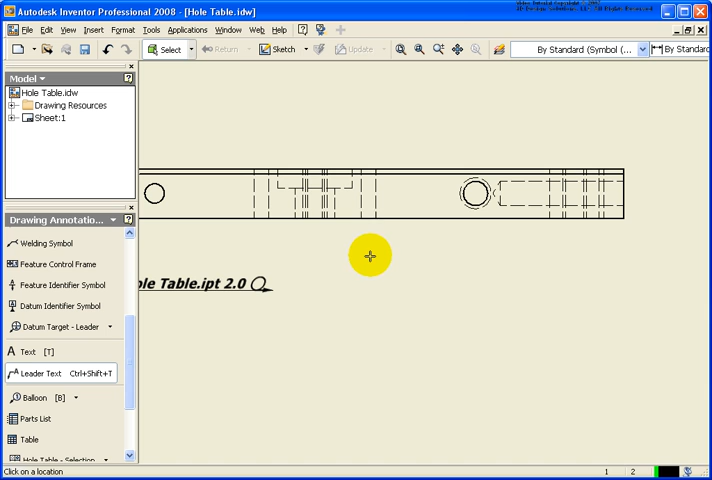 Autodesk Inventor Professional 2008 - [Hole Table.idw]
File Edit View Insert Format Tools Applications Window Web Help
Select Return Sketch Update By Standard (Symbol ( By Standard
Model
Hole Table.idw
Drawing Resources
Sheet:1
Drawing Annotatio...
Welding Symbol
Feature Control Frame
Feature Identifier Symbol
Datum Identifier Symbol
Datum Target - Leader
Text [T]
Leader Text Ctrl+Shift+T
Balloon [B]
Parts List
Table
Hole Table - Selection
ole Table.ipt 2.0
Click on a location
1 2